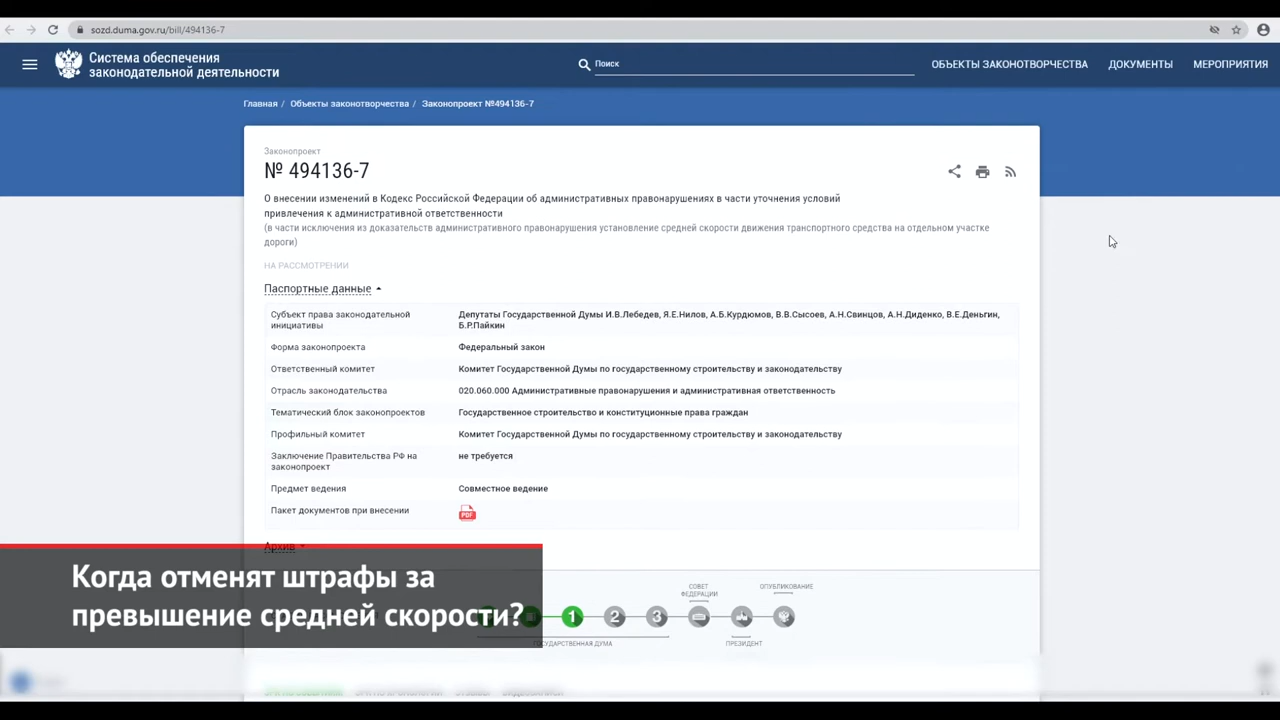 sozd.duma.gov.ru/bill/494136-7
Система обеспечения
законодательной деятельности
Поиск
ОБЪЕКТЫ ЗАКОНОТВОРЧЕСТВА
ДОКУМЕНТЫ
МЕРОПРИЯТИЯ
Главная / Объекты законотворчества / Законопроект №494136-7
Законопроект
№ 494136-7
О внесении изменений в Кодекс Российской Федерации об административных правонарушениях в части уточнения условий
привлечения к административной ответственности
(в части исключения из доказательств административного правонарушения установление средней скорости движения транспортного средства на отдельном участке
дороги)
НА РАССМОТРЕНИИ
Паспортные данные
Субъект права законодательной
инициативы
Депутаты Государственной Думы И.В.Лебедев, Я.Е.Нилов, А.Б.Курдюмов, В.В.Сысоев, А.Н.Свинцов, А.Н.Диденко, В.Е.Деньгин,
Б.Р.Пайкин
Форма законопроекта
Федеральный закон
Ответственный комитет
Комитет Государственной Думы по государственному строительству и законодательству
Отрасль законодательства
020.060.000 Административные правонарушения и административная ответственность
Тематический блок законопроектов
Государственное строительство и конституционные права граждан
Профильный комитет
Комитет Государственной Думы по государственному строительству и законодательству
Заключение Правительства РФ на
законопроект
не требуется
Предмет ведения
Совместное ведение
Пакет документов при внесении
PDF
Архив
Когда отменят штрафы за
превышение средней скорости?
СОВЕТ
ФЕДЕРАЦИИ
ОПУБЛИКОВАНИЕ
1 2 3
ГОСУДАРСТВЕННАЯ ДУМА
ПРЕЗИДЕНТ